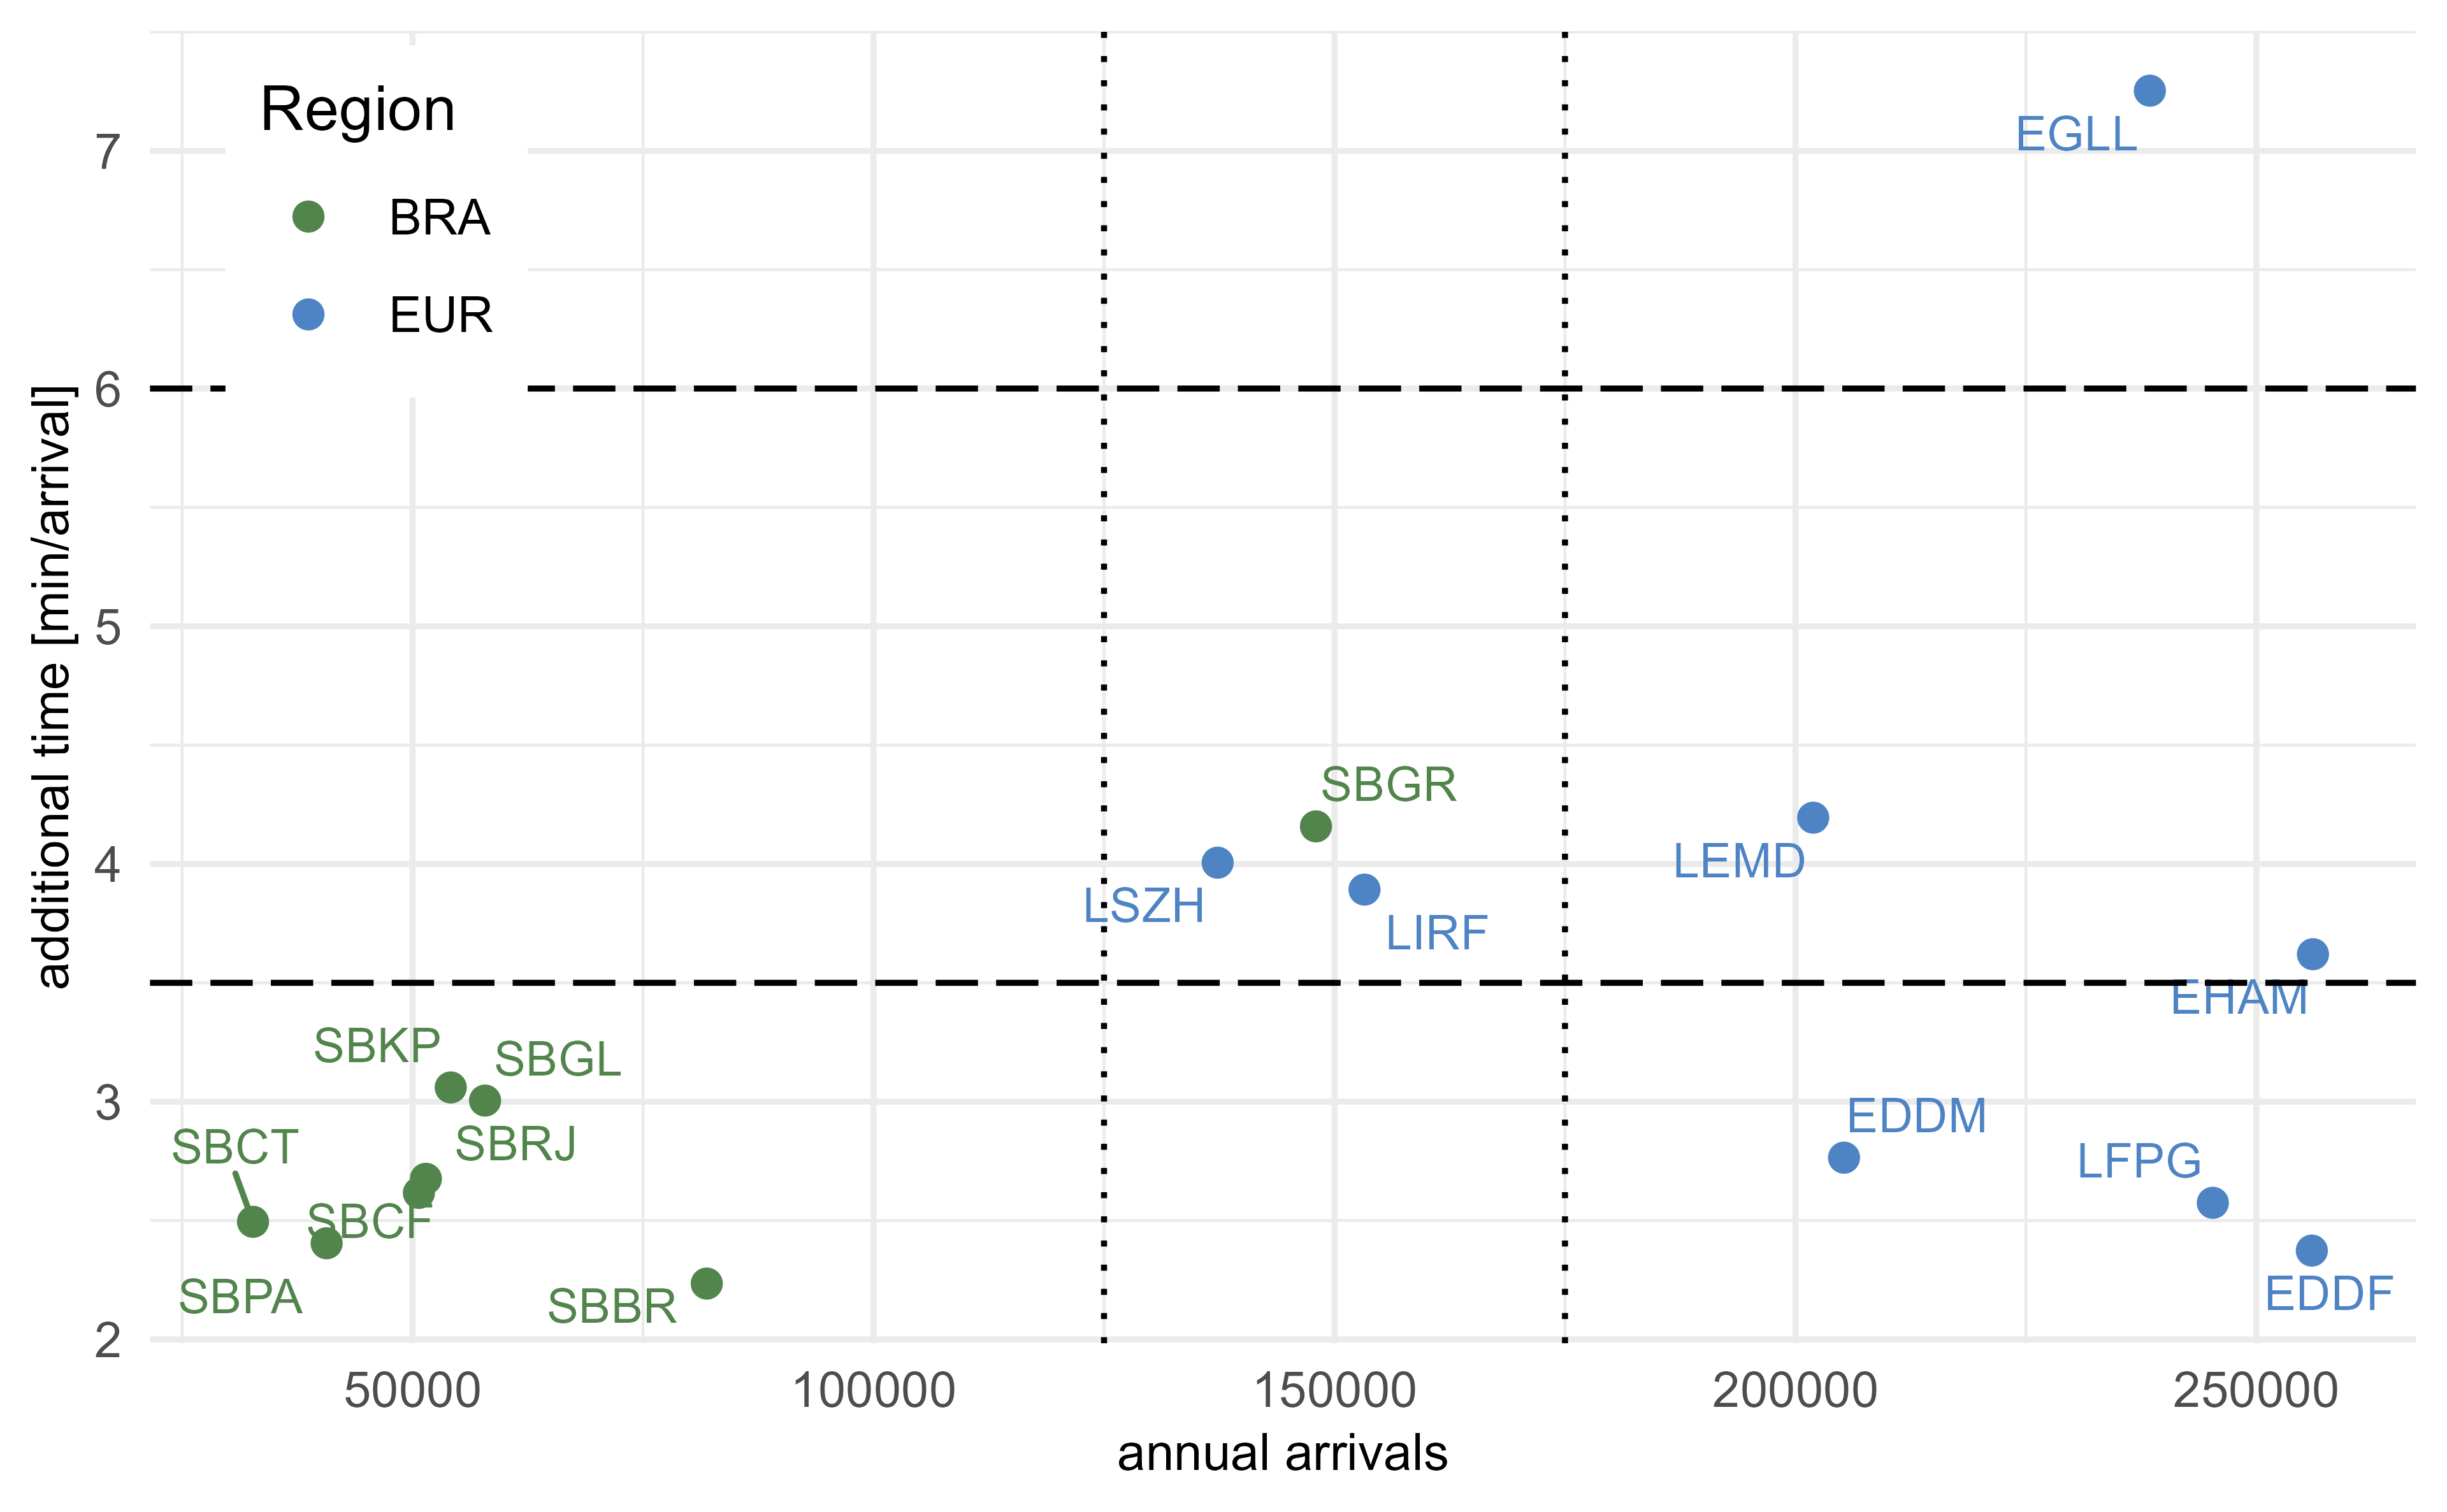 Region
BRA
EUR
EGLL
7
6
5
4
3
2
additional time [min/arrival]
SBGR
LEMD
LSZH
LIRF
EHAM
SBKP
SBGL
SBCT
SBRJ
EDDM
LFPG
SBCF
SBPA
SBBR
EDDF
50000
100000
150000
200000
250000
annual arrivals